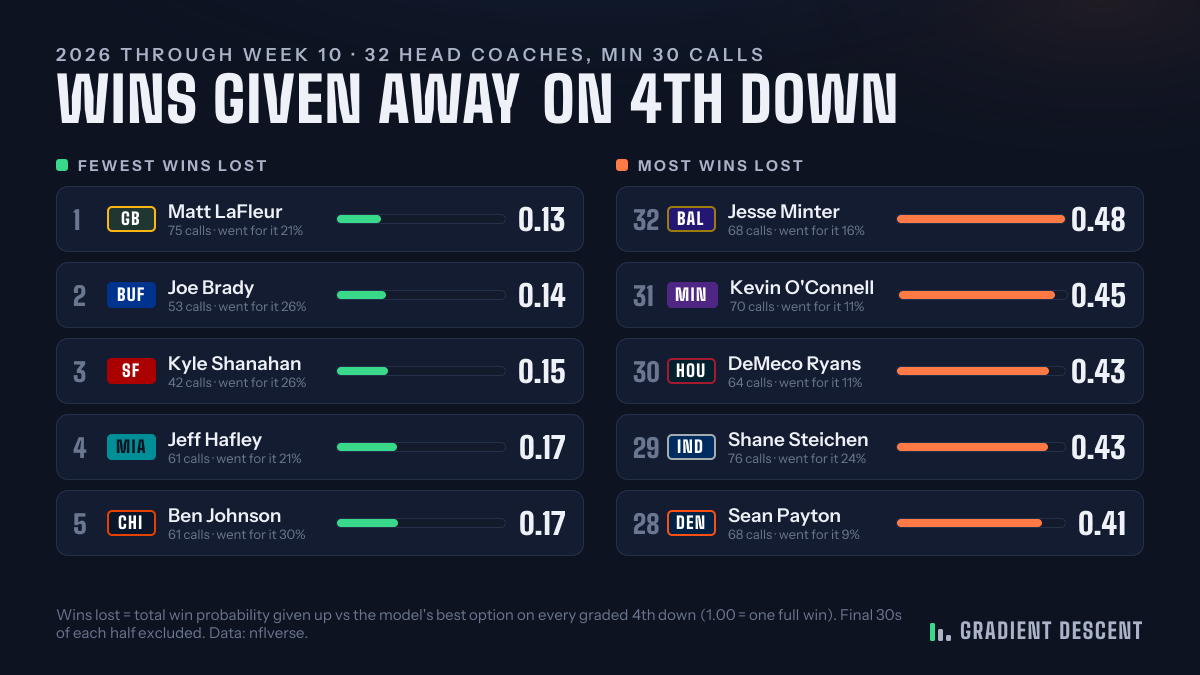 2026 THROUGH WEEK 10 · 32 HEAD COACHES, MIN 30 CALLS
WINS GIVEN AWAY ON 4TH DOWN
FEWEST WINS LOST
1 GB Matt LaFleur 0.13
75 calls · went for it 21%
2 BUF Joe Brady 0.14
53 calls · went for it 26%
3 SF Kyle Shanahan 0.15
42 calls · went for it 26%
4 MIA Jeff Hafley 0.17
61 calls · went for it 21%
5 CHI Ben Johnson 0.17
61 calls · went for it 30%
MOST WINS LOST
32 BAL Jesse Minter 0.48
68 calls · went for it 16%
31 MIN Kevin O'Connell 0.45
70 calls · went for it 11%
30 HOU DeMeco Ryans 0.43
64 calls · went for it 11%
29 IND Shane Steichen 0.43
76 calls · went for it 24%
28 DEN Sean Payton 0.41
68 calls · went for it 9%
Wins lost = total win probability given up vs the model's best option on every graded 4th down (1.00 = one full win). Final 30s
of each half excluded. Data: nflverse.
GRADIENT DESCENT